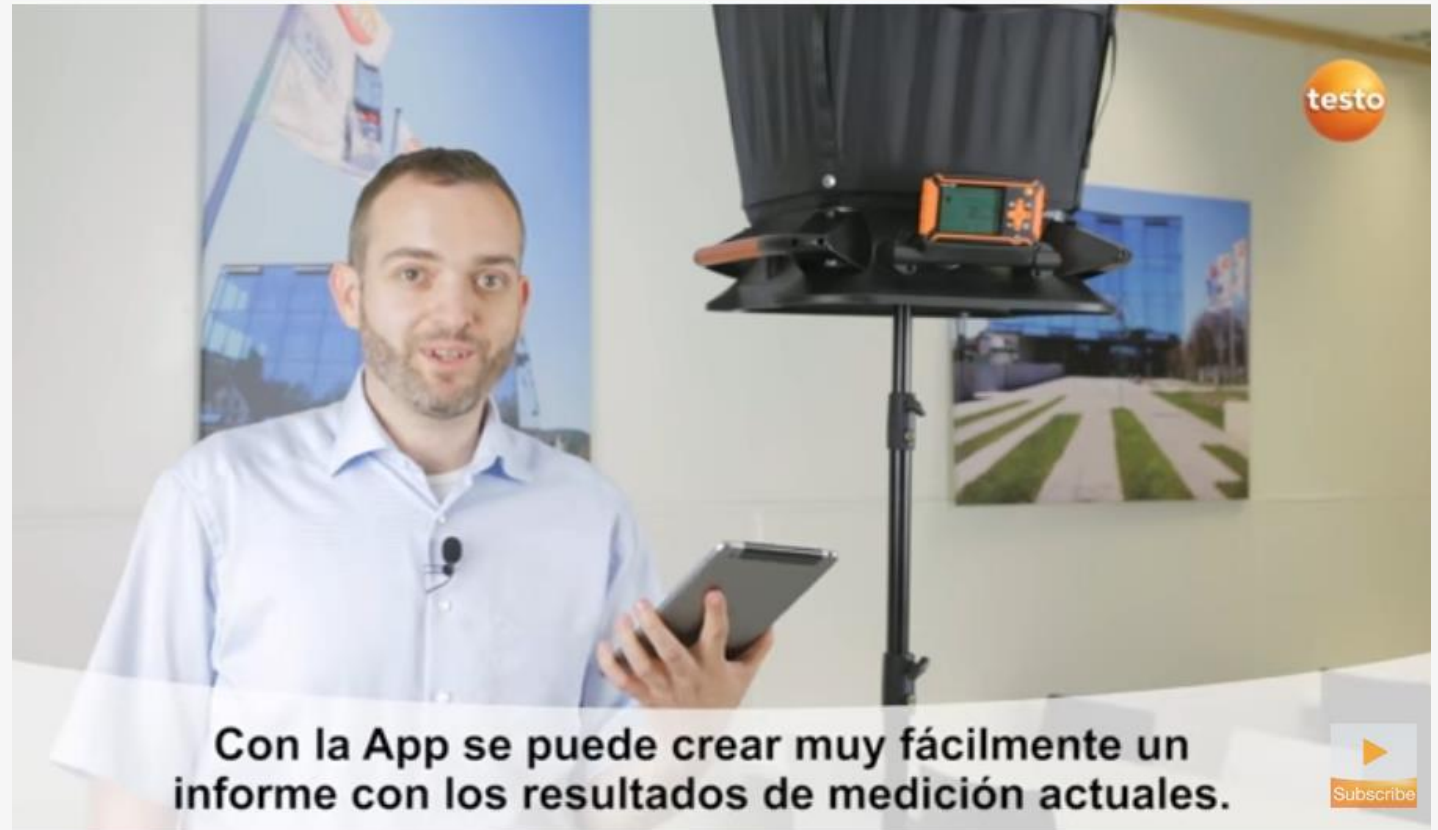 testo
Con la App se puede crear muy fácilmente un
informe con los resultados de medición actuales.
Subscribe